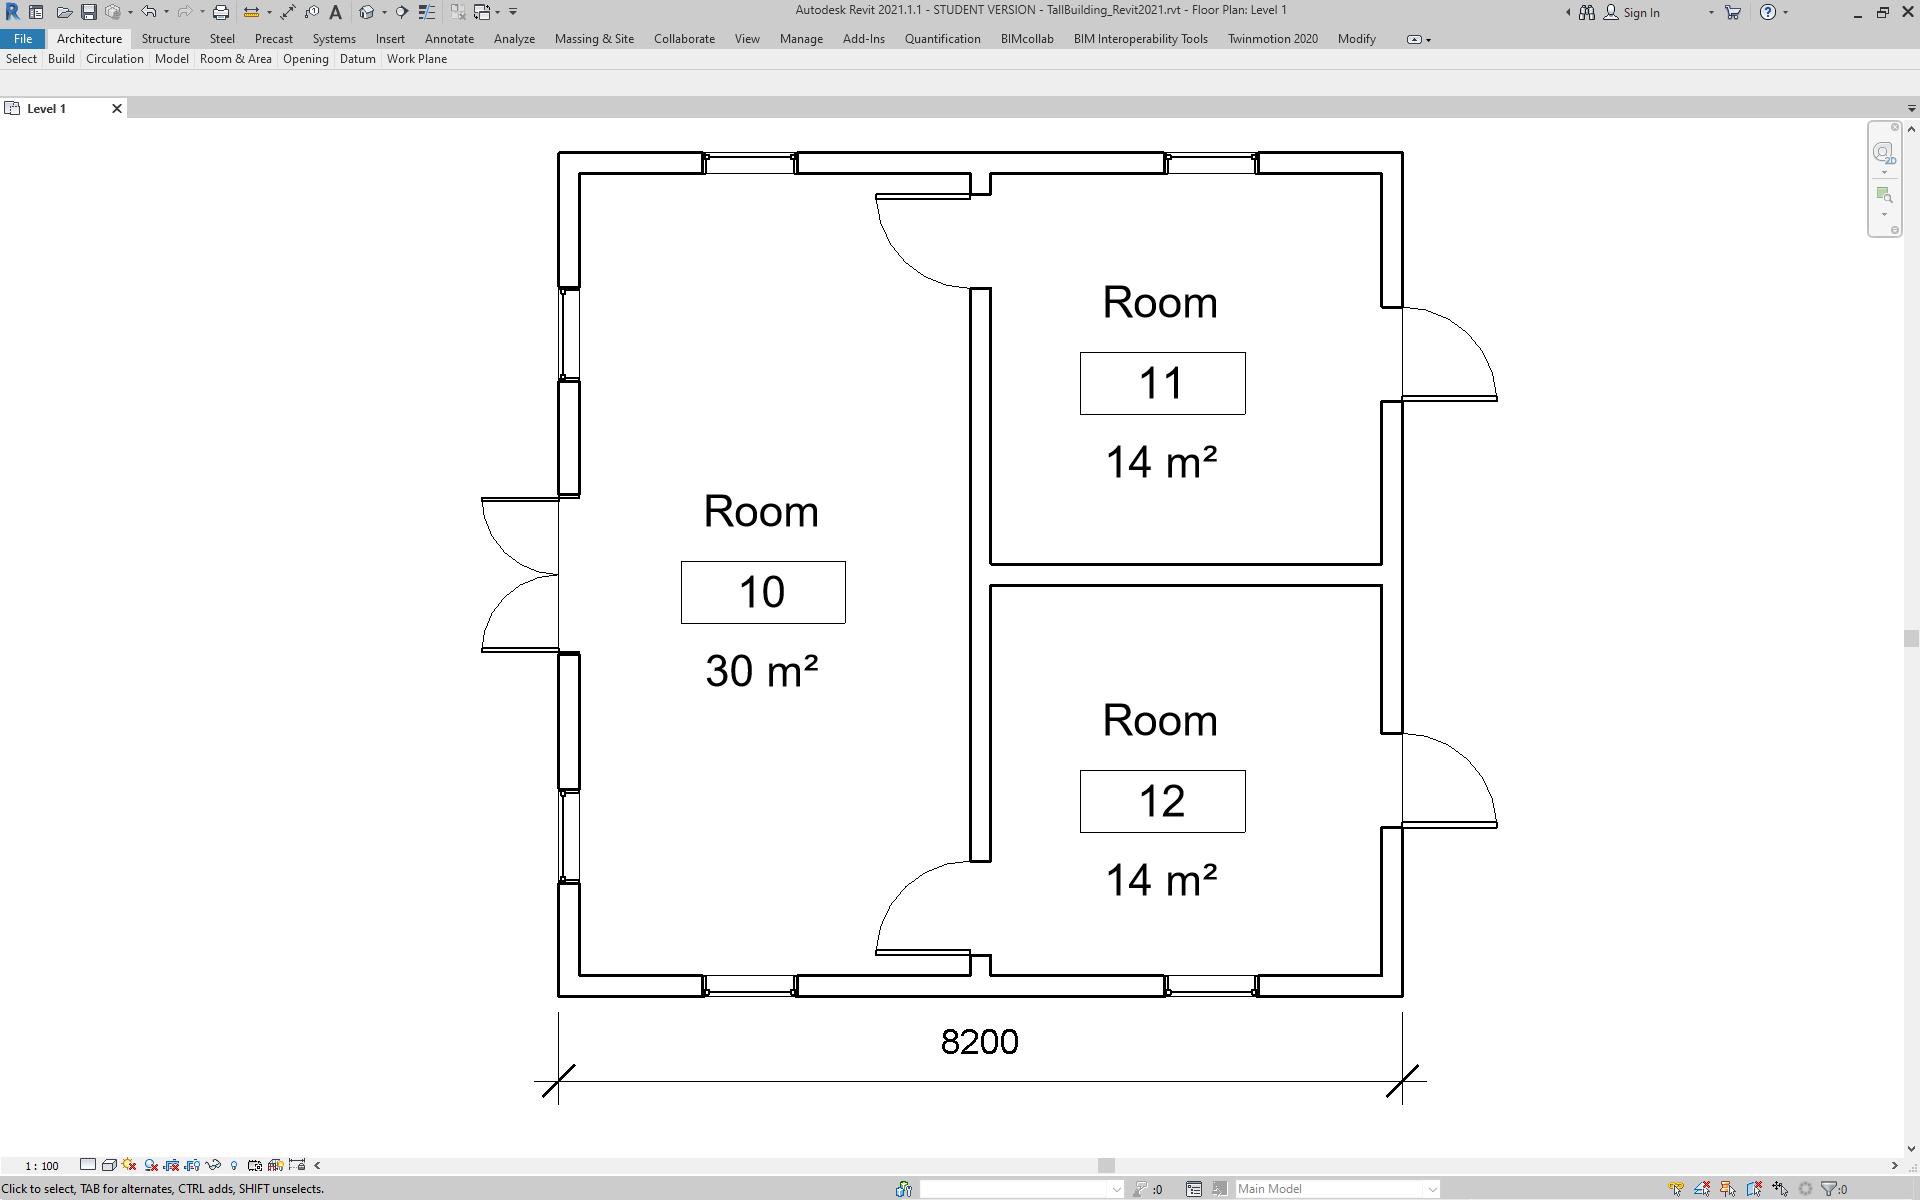 Autodesk Revit 2021.1.1 - STUDENT VERSION - TallBuilding_Revit2021.rvt - Floor Plan: Level 1
Sign In
File Architecture Structure Steel Precast Systems Insert Annotate Analyze Massing & Site Collaborate View Manage Add-Ins Quantification BIMcollab BIM Interoperability Tools Twinmotion 2020 Modify
Select Build Circulation Model Room & Area Opening Datum Work Plane
Level 1
2D
Room
11
14 m²
Room
10
30 m²
Room
12
14 m²
8200
1 : 100
Click to select, TAB for alternates, CTRL adds, SHIFT unselects.
:0
Main Model
:0